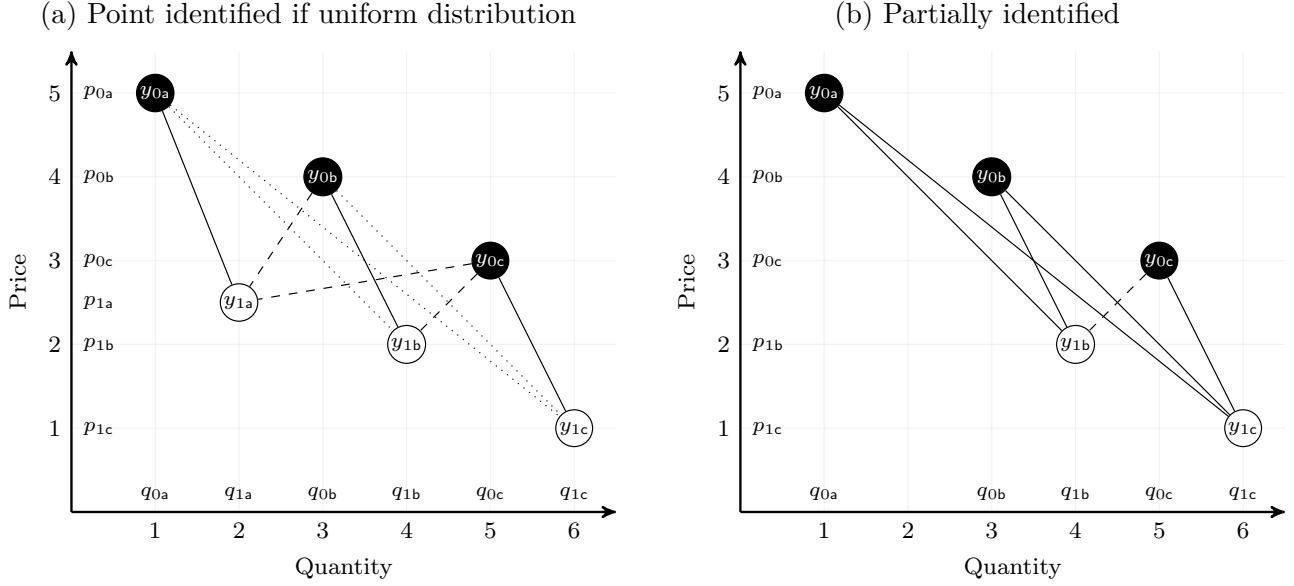 (a) Point identified if uniform distribution
5 p0a y0a
4 p0b y0b
3 p0c y0c
p1a y1a
2 p1b y1b
1 p1c y1c
Price
q0a q1a q0b q1b q0c q1c
1 2 3 4 5 6
Quantity
(b) Partially identified
5 p0a y0a
4 p0b y0b
3 p0c y0c
2 p1b y1b
1 p1c y1c
Price
q0a q0b q1b q0c q1c
1 2 3 4 5 6
Quantity